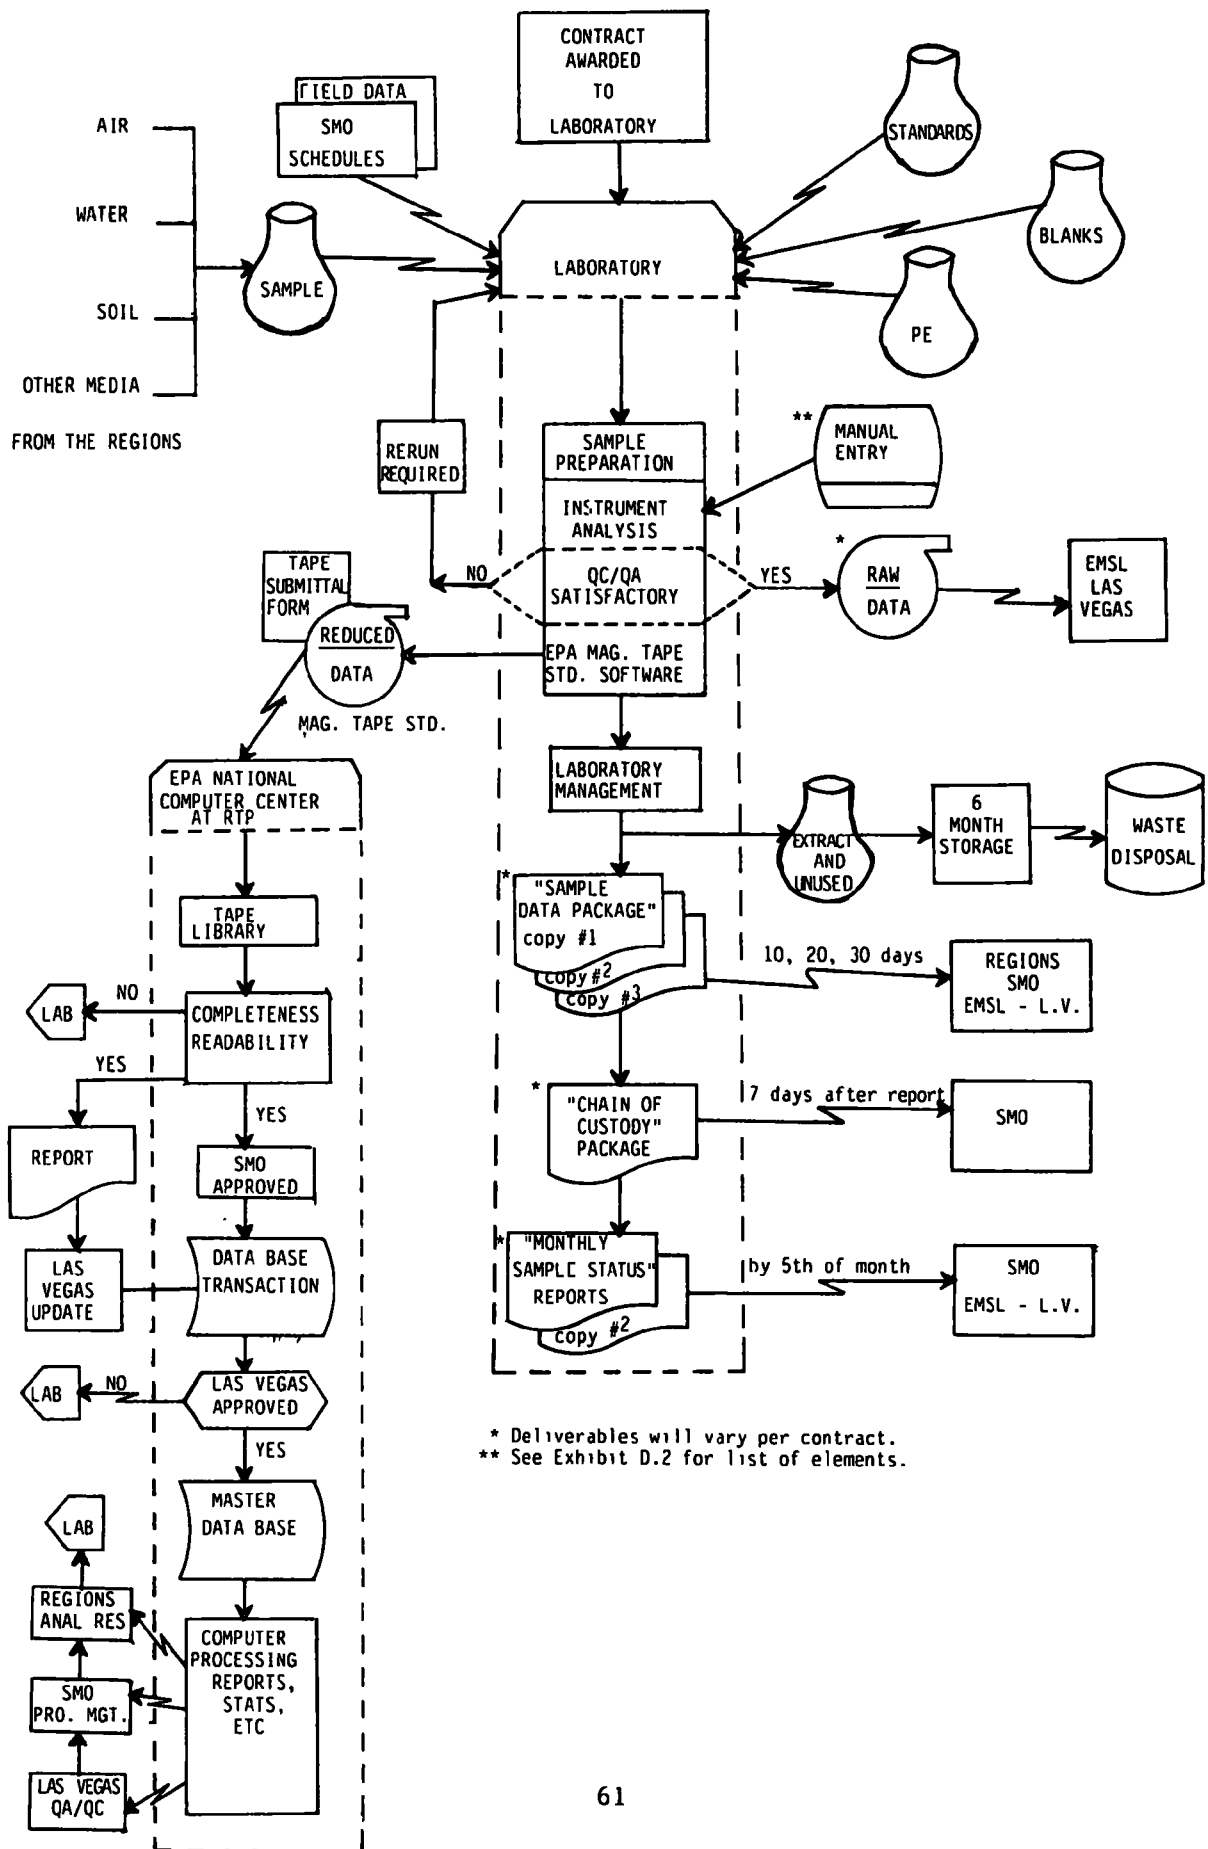 CONTRACT
AWARDED
TO
LABORATORY
FIELD DATA
SMO
SCHEDULES
AIR
WATER
SOIL
OTHER MEDIA
FROM THE REGIONS
SAMPLE
LABORATORY
STANDARDS
BLANKS
PE
RERUN
REQUIRED
SAMPLE
PREPARATION
INSTRUMENT
ANALYSIS
** MANUAL
ENTRY
NO
QC/QA
SATISFACTORY
YES
* RAW
DATA
EMSL
LAS
VEGAS
TAPE
SUBMITTAL
FORM
REDUCED
DATA
MAG. TAPE STD.
EPA MAG. TAPE
STD. SOFTWARE
LABORATORY
MANAGEMENT
EXTRACT
AND
UNUSED
6
MONTH
STORAGE
WASTE
DISPOSAL
* "SAMPLE
DATA PACKAGE"
copy #1
copy #2
copy #3
10, 20, 30 days
REGIONS
SMO
EMSL - L.V.
* "CHAIN OF
CUSTODY"
PACKAGE
7 days after report
SMO
* "MONTHLY
SAMPLE STATUS"
REPORTS
copy #2
by 5th of month
SMO
EMSL - L.V.
EPA NATIONAL
COMPUTER CENTER
AT RTP
TAPE
LIBRARY
LAB
NO
COMPLETENESS
READABILITY
YES
YES
REPORT
SMO
APPROVED
LAS
VEGAS
UPDATE
DATA BASE
TRANSACTION
LAB
NO
LAS VEGAS
APPROVED
YES
MASTER
DATA BASE
LAB
REGIONS
ANAL RES
SMO
PRO. MGT.
LAS VEGAS
QA/QC
COMPUTER
PROCESSING
REPORTS,
STATS,
ETC
* Deliverables will vary per contract.
** See Exhibit D.2 for list of elements.
61